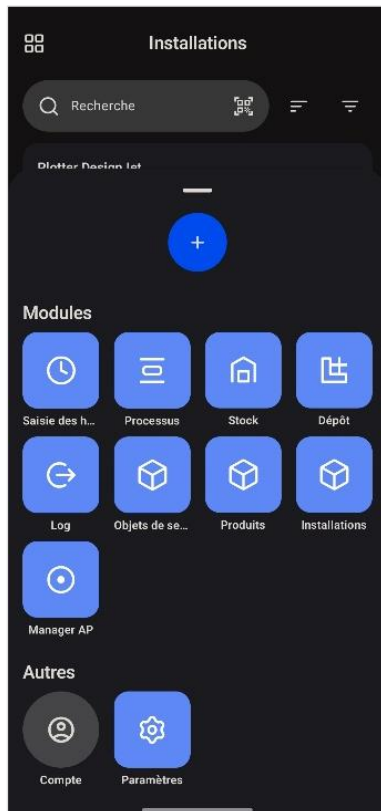 Installations
Recherche
Plotter Design Jet
Modules
Saisie des h...
Processus
Stock
Dépôt
Log
Objets de se...
Produits
Installations
Manager AP
Autres
Compte
Paramètres